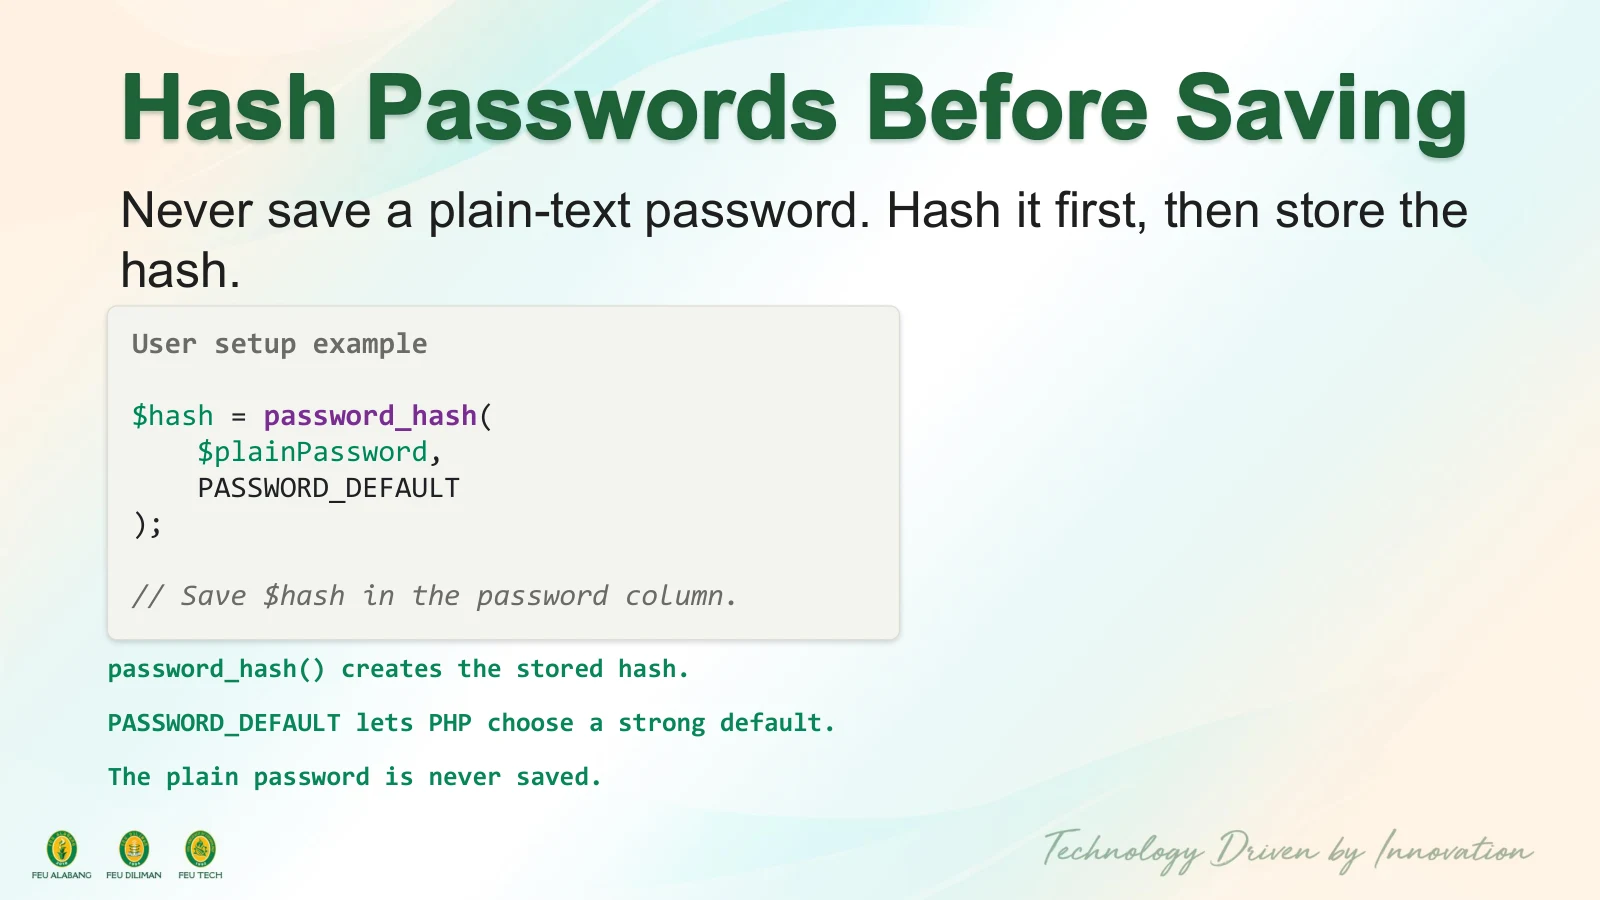 Hash Passwords Before Saving
Never save a plain-text password. Hash it first, then store the
hash.
User setup example
$hash = password_hash(
    $plainPassword,
    PASSWORD_DEFAULT
);
// Save $hash in the password column.
password_hash() creates the stored hash.
PASSWORD_DEFAULT lets PHP choose a strong default.
The plain password is never saved.
FEU ALABANG FEU DILIMAN FEU TECH
Technology Driven by Innovation